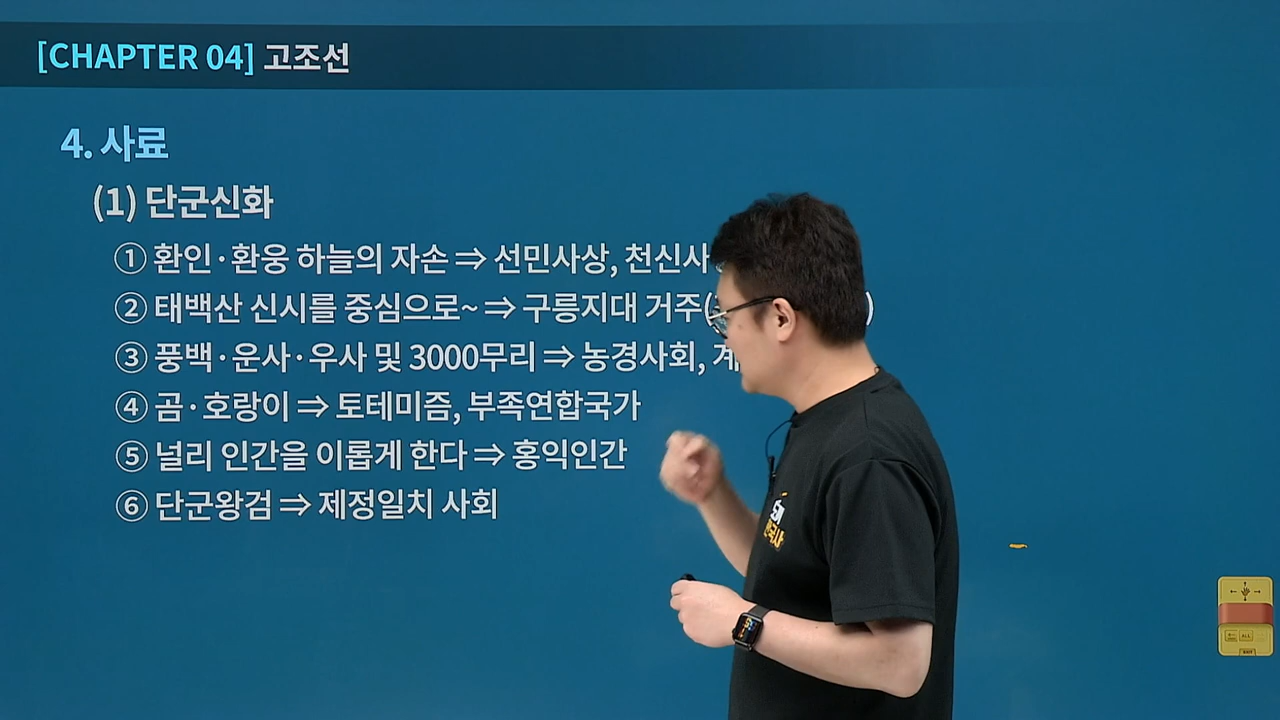 [CHAPTER 04] 고조선
4. 사료
(1) 단군신화
① 환인·환웅 하늘의 자손 ⇒ 선민사상, 천신사
② 태백산 신시를 중심으로~ ⇒ 구릉지대 거주( )
③ 풍백·운사·우사 및 3000무리 ⇒ 농경사회,
④ 곰·호랑이 ⇒ 토테미즘, 부족연합국가
⑤ 널리 인간을 이롭게 한다 ⇒ 홍익인간
⑥ 단군왕검 ⇒ 제정일치 사회
ALL
EXIT